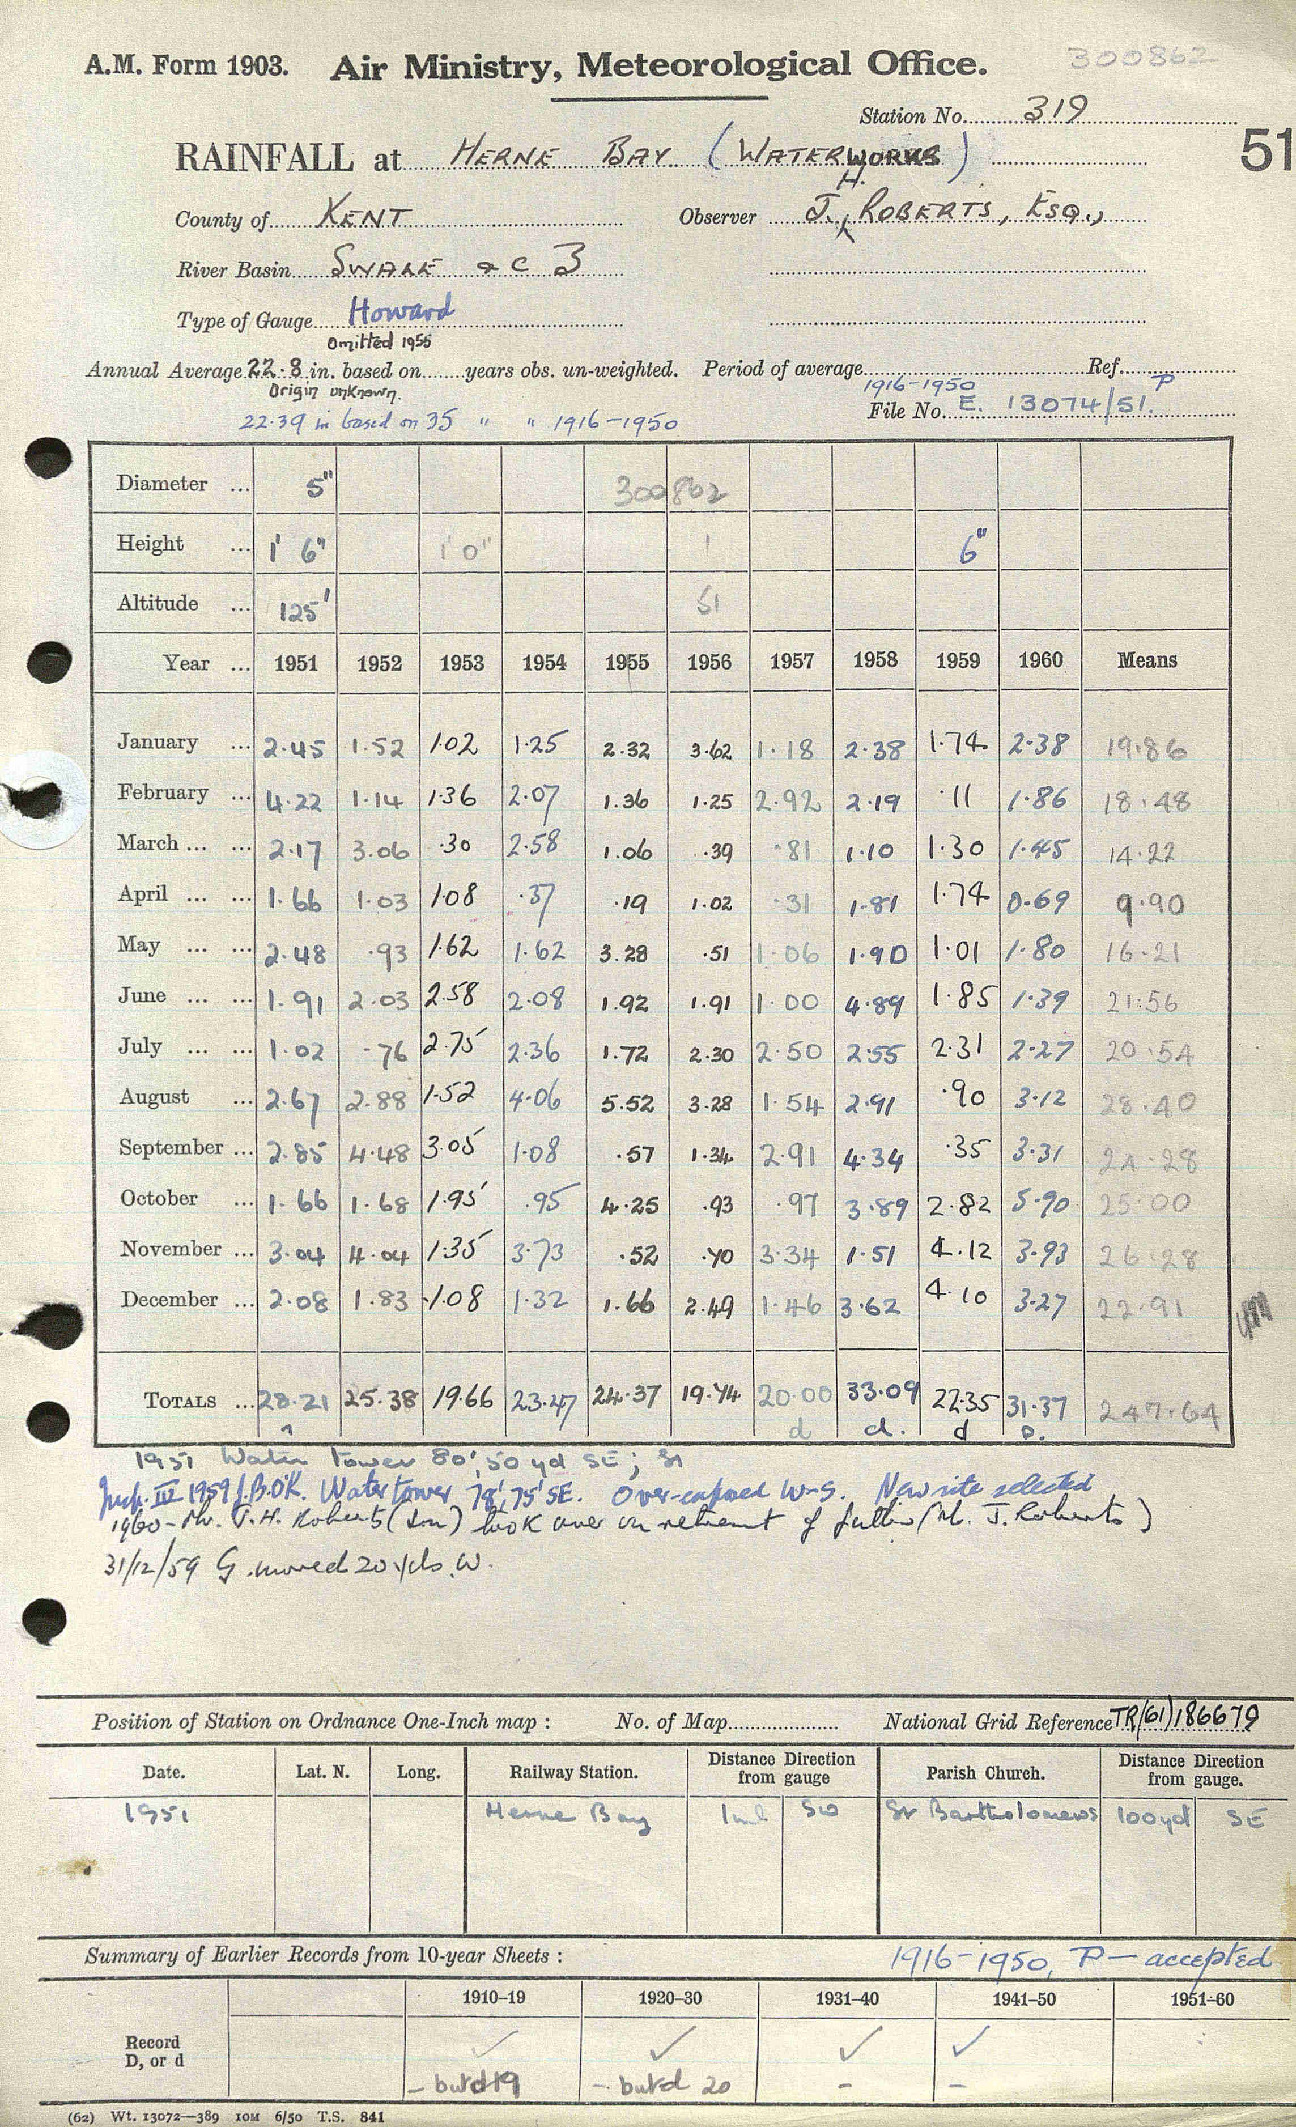 A.M. Form 1903. Air Ministry, Meteorological Office. 300862
Station No. 319
51
RAINFALL at HERNE BAY (WATERWORKS)
County of KENT Observer J. H. ROBERTS, ESQ.,
River Basin SWALE & C 3
Type of Gauge Howard
Omitted 1955
Annual Average 22.8 in. based on years obs. un-weighted. Period of average Ref.
Origin unknown. 1916-1950 P
22.39 in based on 35 " " 1916-1950 File No. E. 13074/51.
Diameter ... 5" 300862
Height ... 1' 6" 1' 0" 1 6"
Altitude ... 125' 51
Year ... 1951 1952 1953 1954 1955 1956 1957 1958 1959 1960 Means
January ... 2.45 1.52 1.02 1.25 2.32 3.62 1.18 2.38 1.74 2.38 19.86
February ... 4.22 1.14 1.36 2.07 1.36 1.25 2.92 2.19 .11 1.86 18.48
March ... ... 2.17 3.06 .30 2.58 1.06 .39 .81 1.10 1.30 1.45 14.22
April ... ... 1.66 1.03 1.08 .37 .19 1.02 .31 1.81 1.74 0.69 9.90
May ... ... 2.48 .93 1.62 1.62 3.28 .51 1.06 1.90 1.01 1.80 16.21
June ... ... 1.91 2.03 2.58 2.08 1.92 1.91 1.00 4.89 1.85 1.39 21.56
July ... ... 1.02 .76 2.75 2.36 1.72 2.30 2.50 2.55 2.31 2.27 20.54
August ... 2.67 2.88 1.52 4.06 5.52 3.28 1.54 2.91 .90 3.12 28.40
September ... 2.85 4.48 3.05 1.08 .57 1.34 2.91 4.34 .35 3.31 24.28
October ... 1.66 1.68 1.95 .95 4.25 .93 .97 3.89 2.82 5.90 25.00
November ... 3.04 4.04 1.35 3.73 .52 .70 3.34 1.51 4.12 3.93 26.28
December ... 2.08 1.83 1.08 1.32 1.66 2.49 1.46 3.62 4.10 3.27 22.91
TOTALS ... 28.21 25.38 19.66 23.47 24.37 19.74 20.00 33.09 22.35 31.37 247.64
d d. d D.
1951 Water tower 80', 50 yd SE;
Insp. III 1959 J.B. OK. Water tower 78', 75' SE. Over-exposed W-S. New site selected
1960 - Mr. J. H. Roberts (son) took over on retirement of father (Mr. J. Roberts)
31/12/59 G. moved 20 yds W.
Position of Station on Ordnance One-Inch map : No. of Map National Grid Reference TR/(61)186679
Date. Lat. N. Long. Railway Station. Distance Direction from gauge Parish Church. Distance Direction from gauge.
1951 Herne Bay 1 ml SW St Bartholomews 100yd SE
Summary of Earlier Records from 10-year Sheets : 1916-1950, P - accepted
1910-19 1920-30 1931-40 1941-50 1951-60
Record D, or d ✓ ✓ ✓ ✓
- but d 19 - but d 20 - -
(62) Wt. 13072—389 10M 6/50 T.S. 841